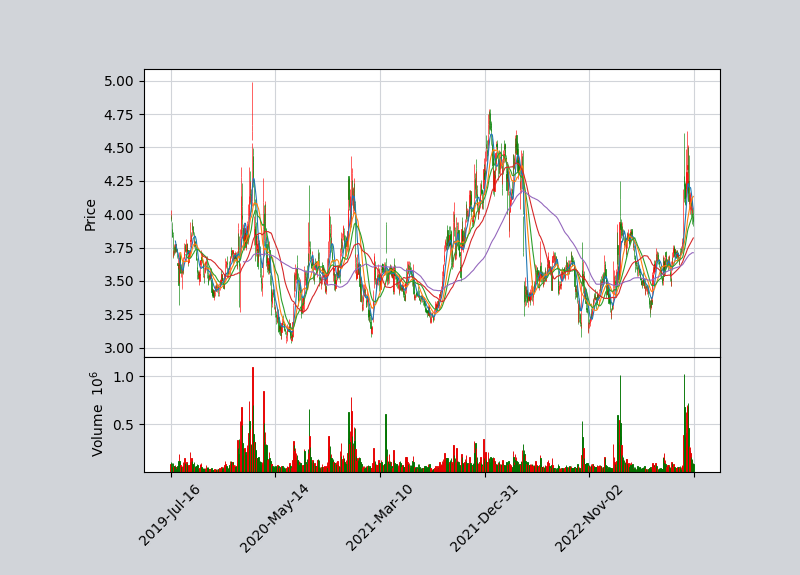 5.00
4.75
4.50
4.25
4.00
3.75
3.50
3.25
3.00
Price
1.0
0.5
Volume 10^6
2019-Jul-16
2020-May-14
2021-Mar-10
2021-Dec-31
2022-Nov-02